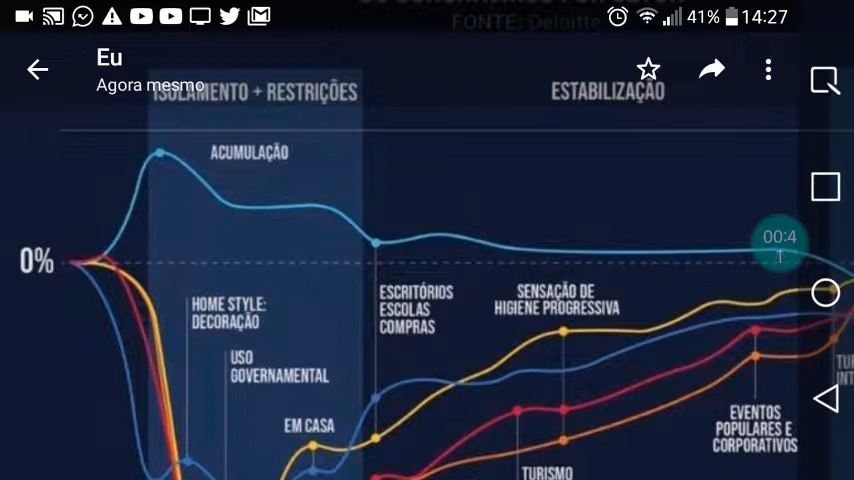 FONTE: Deloitte
41% 14:27
Eu
Agora mesmo
ISOLAMENTO + RESTRIÇÕES
ESTABILIZAÇÃO
ACUMULAÇÃO
00:4
0%
HOME STYLE:
DECORAÇÃO
ESCRITÓRIOS
ESCOLAS
COMPRAS
SENSAÇÃO DE
HIGIENE PROGRESSIVA
USO
GOVERNAMENTAL
EM CASA
EVENTOS
POPULARES E
CORPORATIVOS
TURISMO